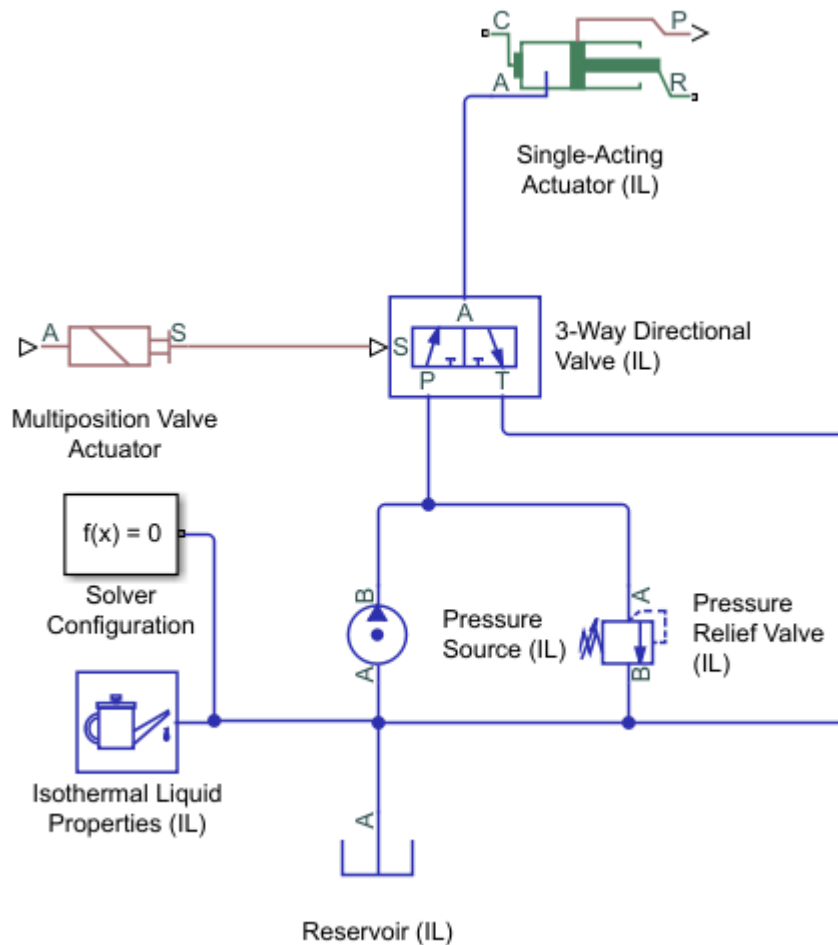 C
P
A
R
Single-Acting
Actuator (IL)
A
S
S
A
P
T
3-Way Directional
Valve (IL)
Multiposition Valve
Actuator
f(x) = 0
Solver
Configuration
B
A
Pressure
Source (IL)
A
B
Pressure
Relief Valve
(IL)
Isothermal Liquid
Properties (IL)
A
Reservoir (IL)